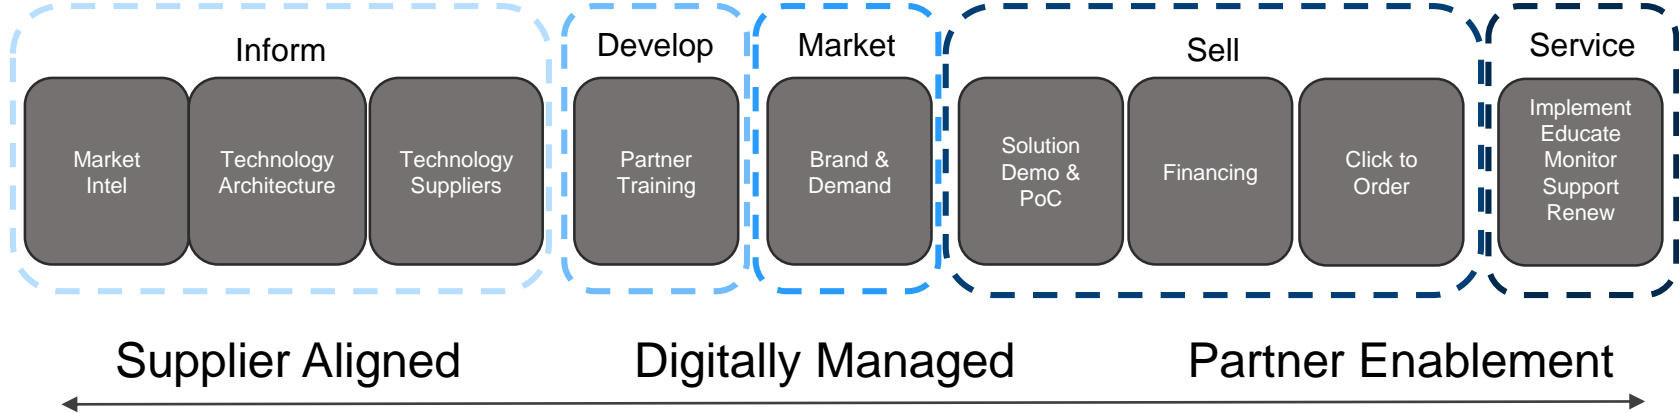 Inform
Market
Intel
Technology
Architecture
Technology
Suppliers
Develop
Partner
Training
Market
Brand &
Demand
Sell
Solution
Demo &
PoC
Financing
Click to
Order
Service
Implement
Educate
Monitor
Support
Renew
Supplier Aligned
Digitally Managed
Partner Enablement